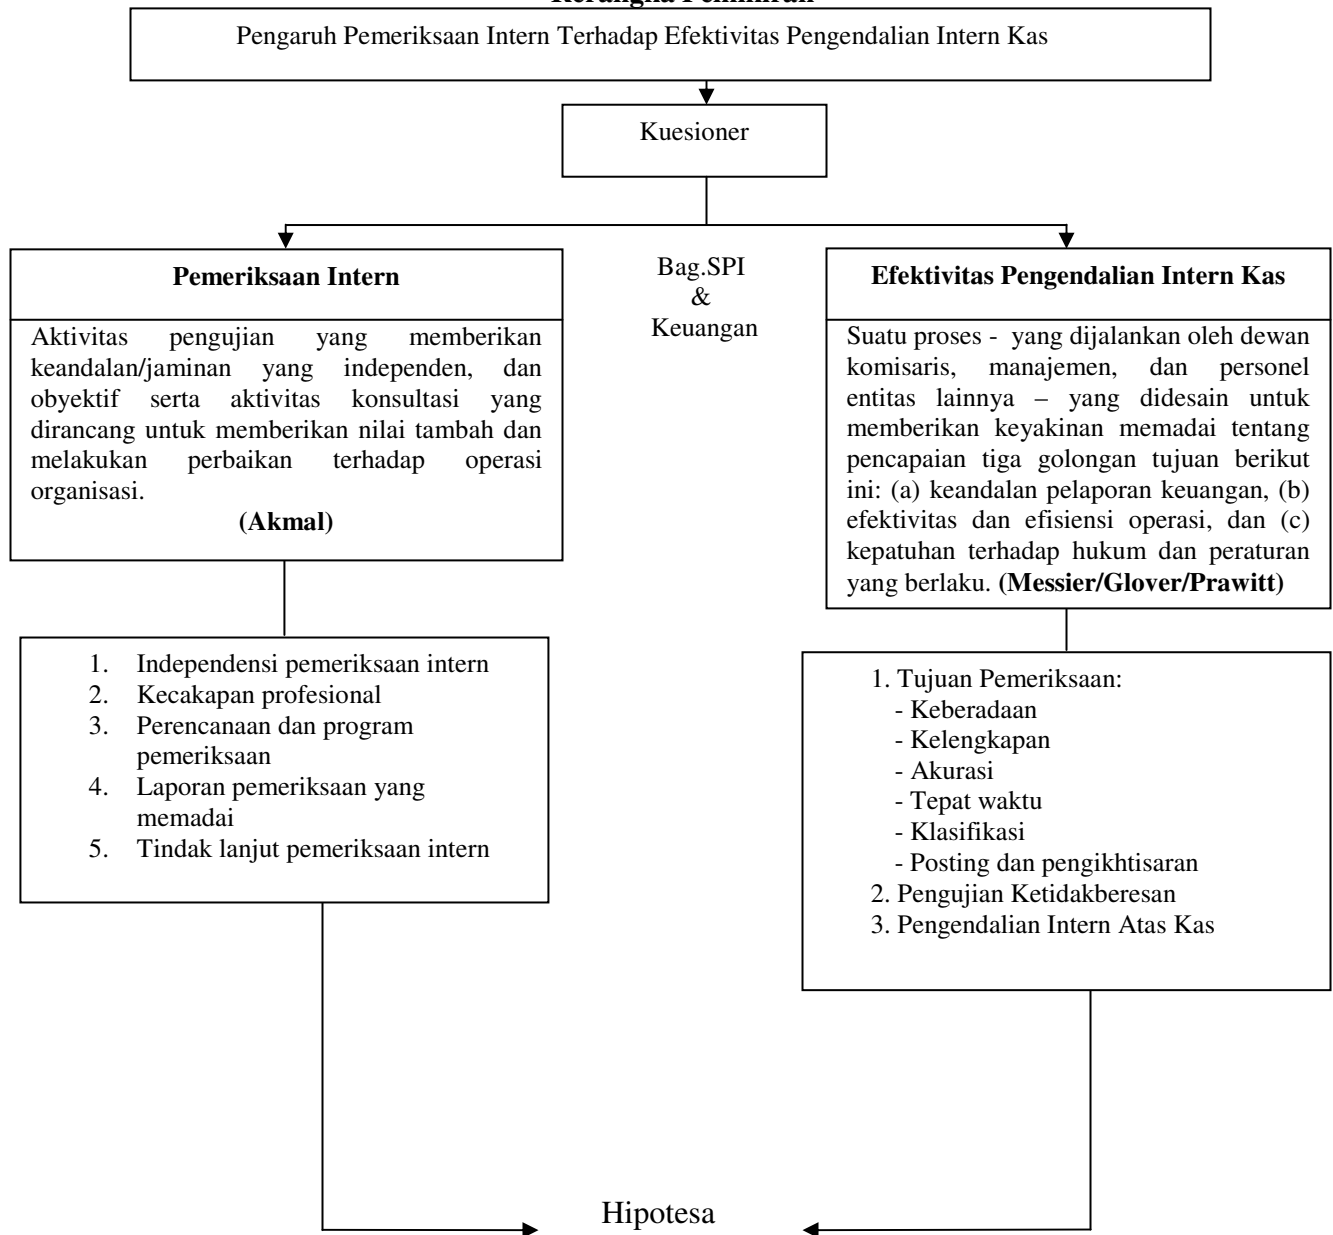 Kerangka Pemikiran
Pengaruh Pemeriksaan Intern Terhadap Efektivitas Pengendalian Intern Kas
Kuesioner
Pemeriksaan Intern
Aktivitas pengujian yang memberikan
keandalan/jaminan yang independen, dan
obyektif serta aktivitas konsultasi yang
dirancang untuk memberikan nilai tambah dan
melakukan perbaikan terhadap operasi
organisasi.
(Akmal)
1. Independensi pemeriksaan intern
2. Kecakapan profesional
3. Perencanaan dan program
pemeriksaan
4. Laporan pemeriksaan yang
memadai
5. Tindak lanjut pemeriksaan intern
Bag.SPI
&
Keuangan
Efektivitas Pengendalian Intern Kas
Suatu proses - yang dijalankan oleh dewan
komisaris, manajemen, dan personel
entitas lainnya – yang didesain untuk
memberikan keyakinan memadai tentang
pencapaian tiga golongan tujuan berikut
ini: (a) keandalan pelaporan keuangan, (b)
efektivitas dan efisiensi operasi, dan (c)
kepatuhan terhadap hukum dan peraturan
yang berlaku. (Messier/Glover/Prawitt)
1. Tujuan Pemeriksaan:
- Keberadaan
- Kelengkapan
- Akurasi
- Tepat waktu
- Klasifikasi
- Posting dan pengikhtisaran
2. Pengujian Ketidakberesan
3. Pengendalian Intern Atas Kas
Hipotesa